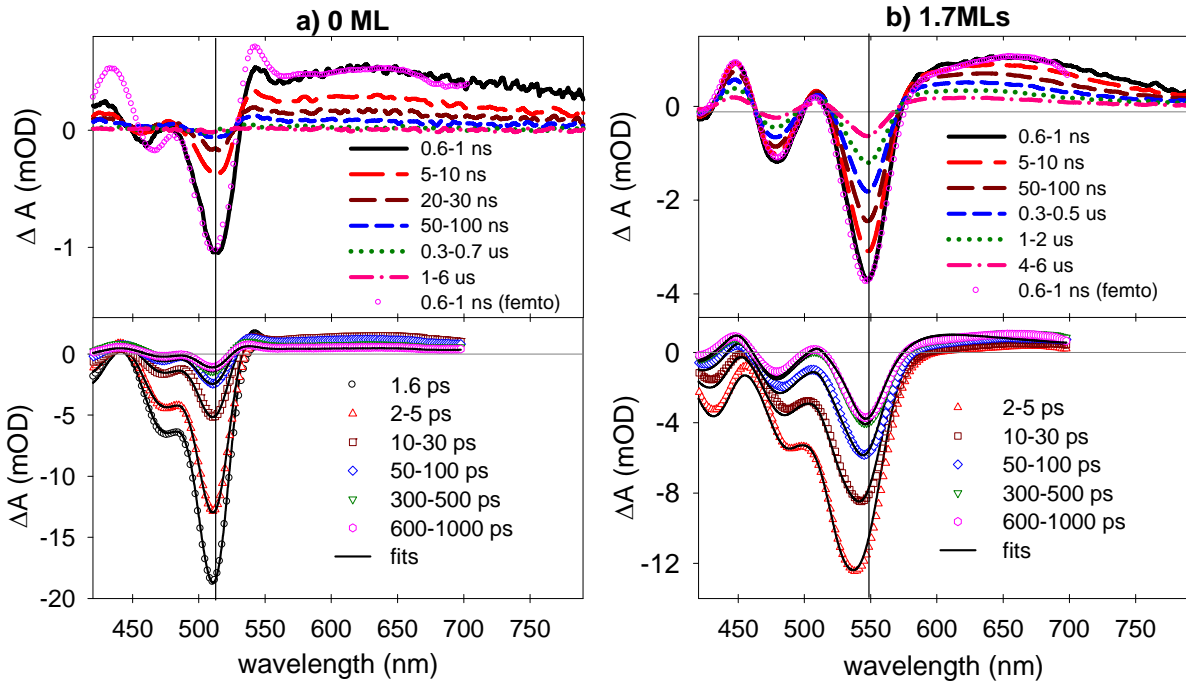 a) 0 ML
0
-1
Δ A (mOD)
0.6-1 ns
5-10 ns
20-30 ns
50-100 ns
0.3-0.7 us
1-6 us
0.6-1 ns (femto)
0
-5
-10
-15
-20
ΔA (mOD)
1.6 ps
2-5 ps
10-30 ps
50-100 ps
300-500 ps
600-1000 ps
fits
450 500 550 600 650 700 750
wavelength (nm)
b) 1.7MLs
0
-2
-4
Δ A (mOD)
0.6-1 ns
5-10 ns
50-100 ns
0.3-0.5 us
1-2 us
4-6 us
0.6-1 ns (femto)
0
-4
-8
-12
ΔA (mOD)
2-5 ps
10-30 ps
50-100 ps
300-500 ps
600-1000 ps
fits
450 500 550 600 650 700 750
wavelength (nm)